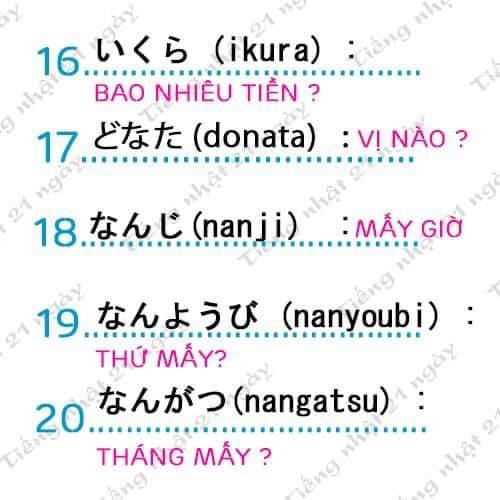 16 いくら (ikura) :
BAO NHIÊU TIỀN ?
17 どなた (donata) : VỊ NÀO ?
18 なんじ (nanji) : MẤY GIỜ
19 なんようび (nanyoubi) :
THỨ MẤY?
20 なんがつ (nangatsu) :
THÁNG MẤY ?
Tiếng nhật 21 ngày